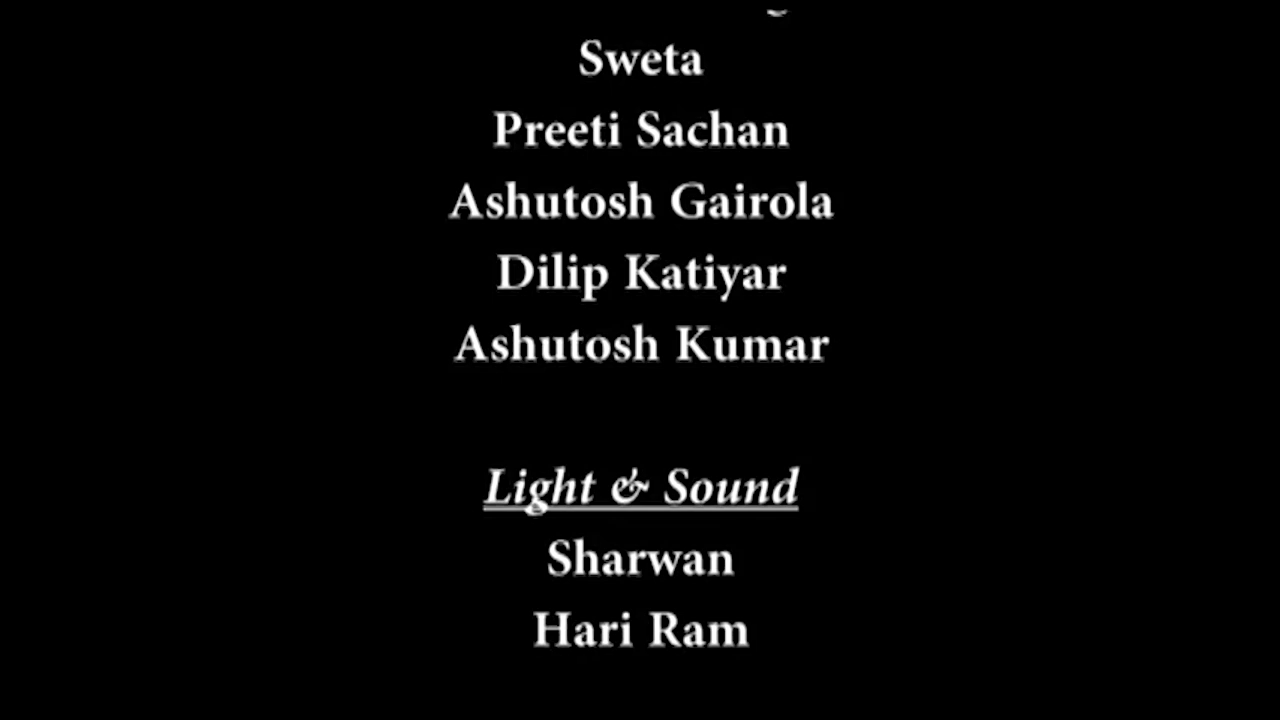 Sweta
Preeti Sachan
Ashutosh Gairola
Dilip Katiyar
Ashutosh Kumar
Light & Sound
Sharwan
Hari Ram